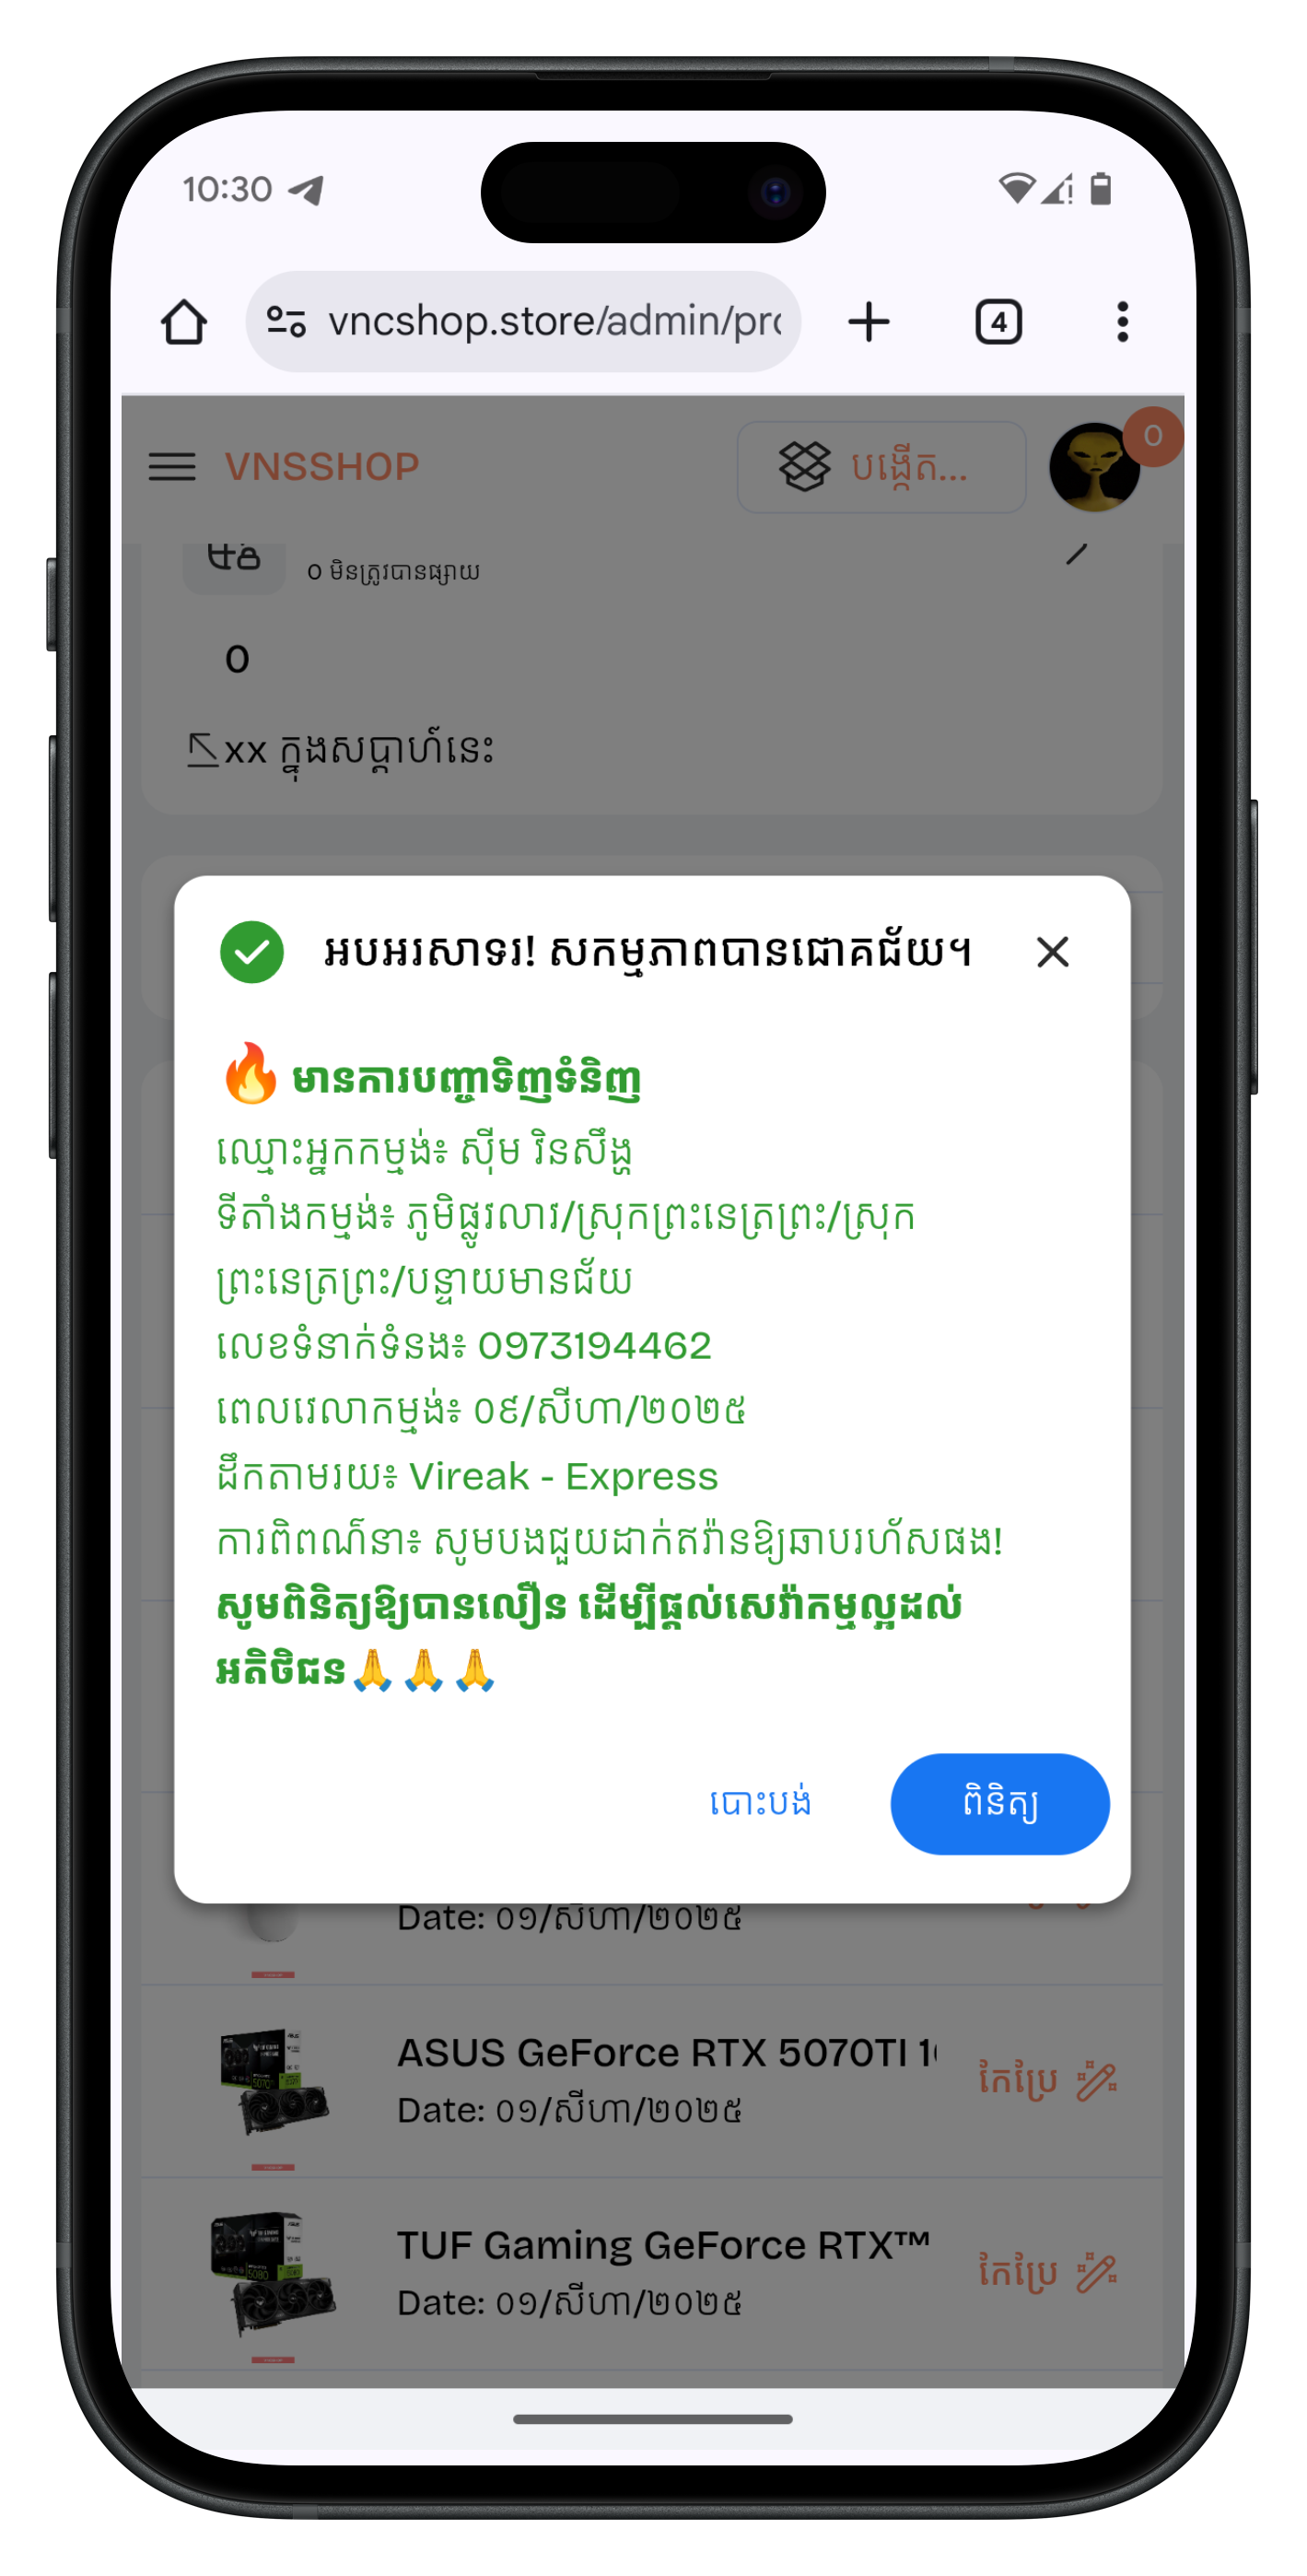 10:30
vncshop.store/admin/pro
4
VNSSHOP
បង្កើត...
0
0 មិនត្រូវបានផ្សាយ
0
xx ក្នុងសប្តាហ៍នេះ
អបអរសាទរ! សកម្មភាពបានជោគជ័យ។
🔥 មានការបញ្ជាទិញទំនិញ
ឈ្មោះអ្នកកម្មង់៖ ស៊ីម រិនសឹង្ហ
ទីតាំងកម្មង់៖ ភូមិផ្លូវលាវ/ស្រុកព្រះនេត្រព្រះ/ស្រុក
ព្រះនេត្រព្រះ/បន្ទាយមានជ័យ
លេខទំនាក់ទំនង៖ 0973194462
ពេលវេលាកម្មង់៖ ០៩/សីហា/២០២៥
ដឹកតាមរយ៖ Vireak - Express
ការពិពណ៌នា៖ សូមបងជួយដាក់ឥវ៉ាន់ឱ្យឆាប់រហ័សផង!
សូមពិនិត្យឱ្យបានលឿន ដើម្បីផ្តល់សេវ៉ាកម្មល្អដល់
អតិថិជន🙏🙏🙏
បោះបង់
ពិនិត្យ
Date: ០១/សីហា/២០២៥
ASUS GeForce RTX 5070TI 1
Date: ០១/សីហា/២០២៥
កែប្រែ
TUF Gaming GeForce RTX™
Date: ០១/សីហា/២០២៥
កែប្រែ